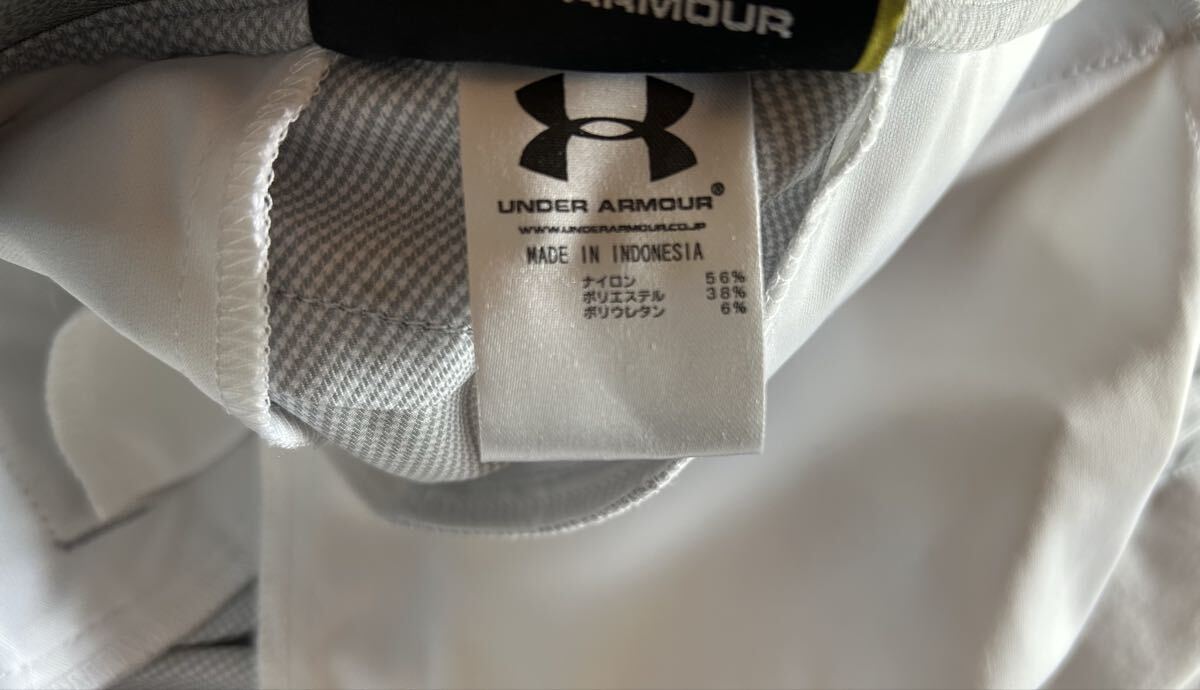 ARMOUR
UNDER ARMOUR®
WWW.UNDERARMOUR.CO.JP
MADE IN INDONESIA
ナイロン 56%
ポリエステル 38%
ポリウレタン 6%